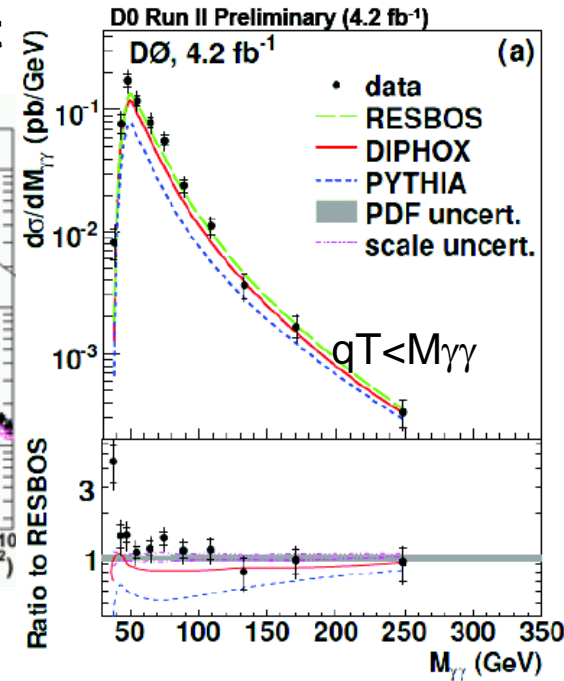 D0 Run II Preliminary (4.2 fb⁻¹)
DØ, 4.2 fb⁻¹
(a)
data
RESBOS
DIPHOX
PYTHIA
PDF uncert.
scale uncert.
qT<Mγγ
dσ/dMγγ (pb/GeV)
10⁻¹
10⁻²
10⁻³
Ratio to RESBOS
3
1
50 100 150 200 250 300 350
Mγγ (GeV)
10
²)